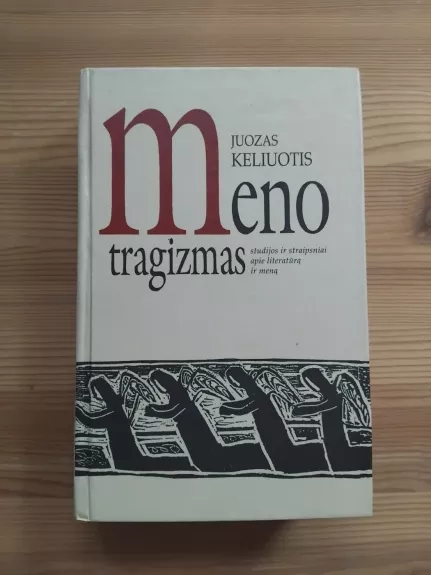 JUOZAS
KELIUOTIS
meno
tragizmas
studijos ir straipsniai
apie literatūrą
ir meną